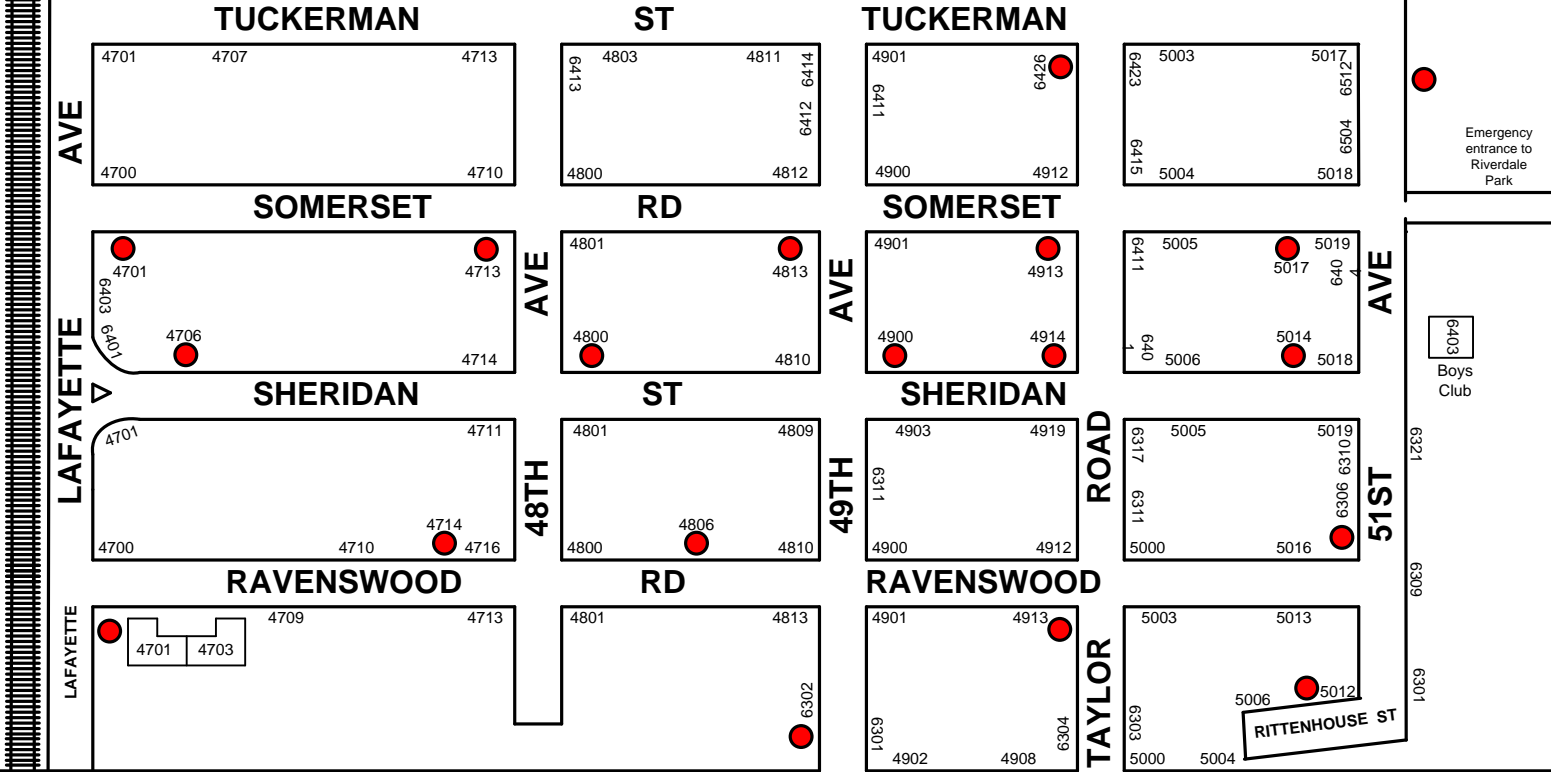 TUCKERMAN ST TUCKERMAN
4701 4707 4713 4803 4811 4901 5003 5017
6413 6414 6412 6411 6426 6423 6415 6512 6504
AVE
4700 4710 4800 4812 4900 4912 5004 5018
Emergency
entrance to
Riverdale
Park
SOMERSET RD SOMERSET
4701 4713 4801 4813 4901 4913 5005 5017 5019
6403 6401 6411 640
4
AVE AVE AVE
4706 4714 4800 4810 4900 4914 640
1
5006 5014 5018
6403
Boys
Club
LAFAYETTE
SHERIDAN ST SHERIDAN
4701 4711 4801 4809 4903 4919 5005 5019
6311 6317 6311 6310 6306 6321
48TH 49TH ROAD 51ST
4714 4806
4700 4710 4716 4800 4810 4900 4912 5000 5016
RAVENSWOOD RD RAVENSWOOD
6309
LAFAYETTE
4709 4713 4801 4813 4901 4913 5003 5013
4701 4703
6302 6301 6304 6303 6301
TAYLOR
5006 5012
RITTENHOUSE ST
4902 4908 5000 5004